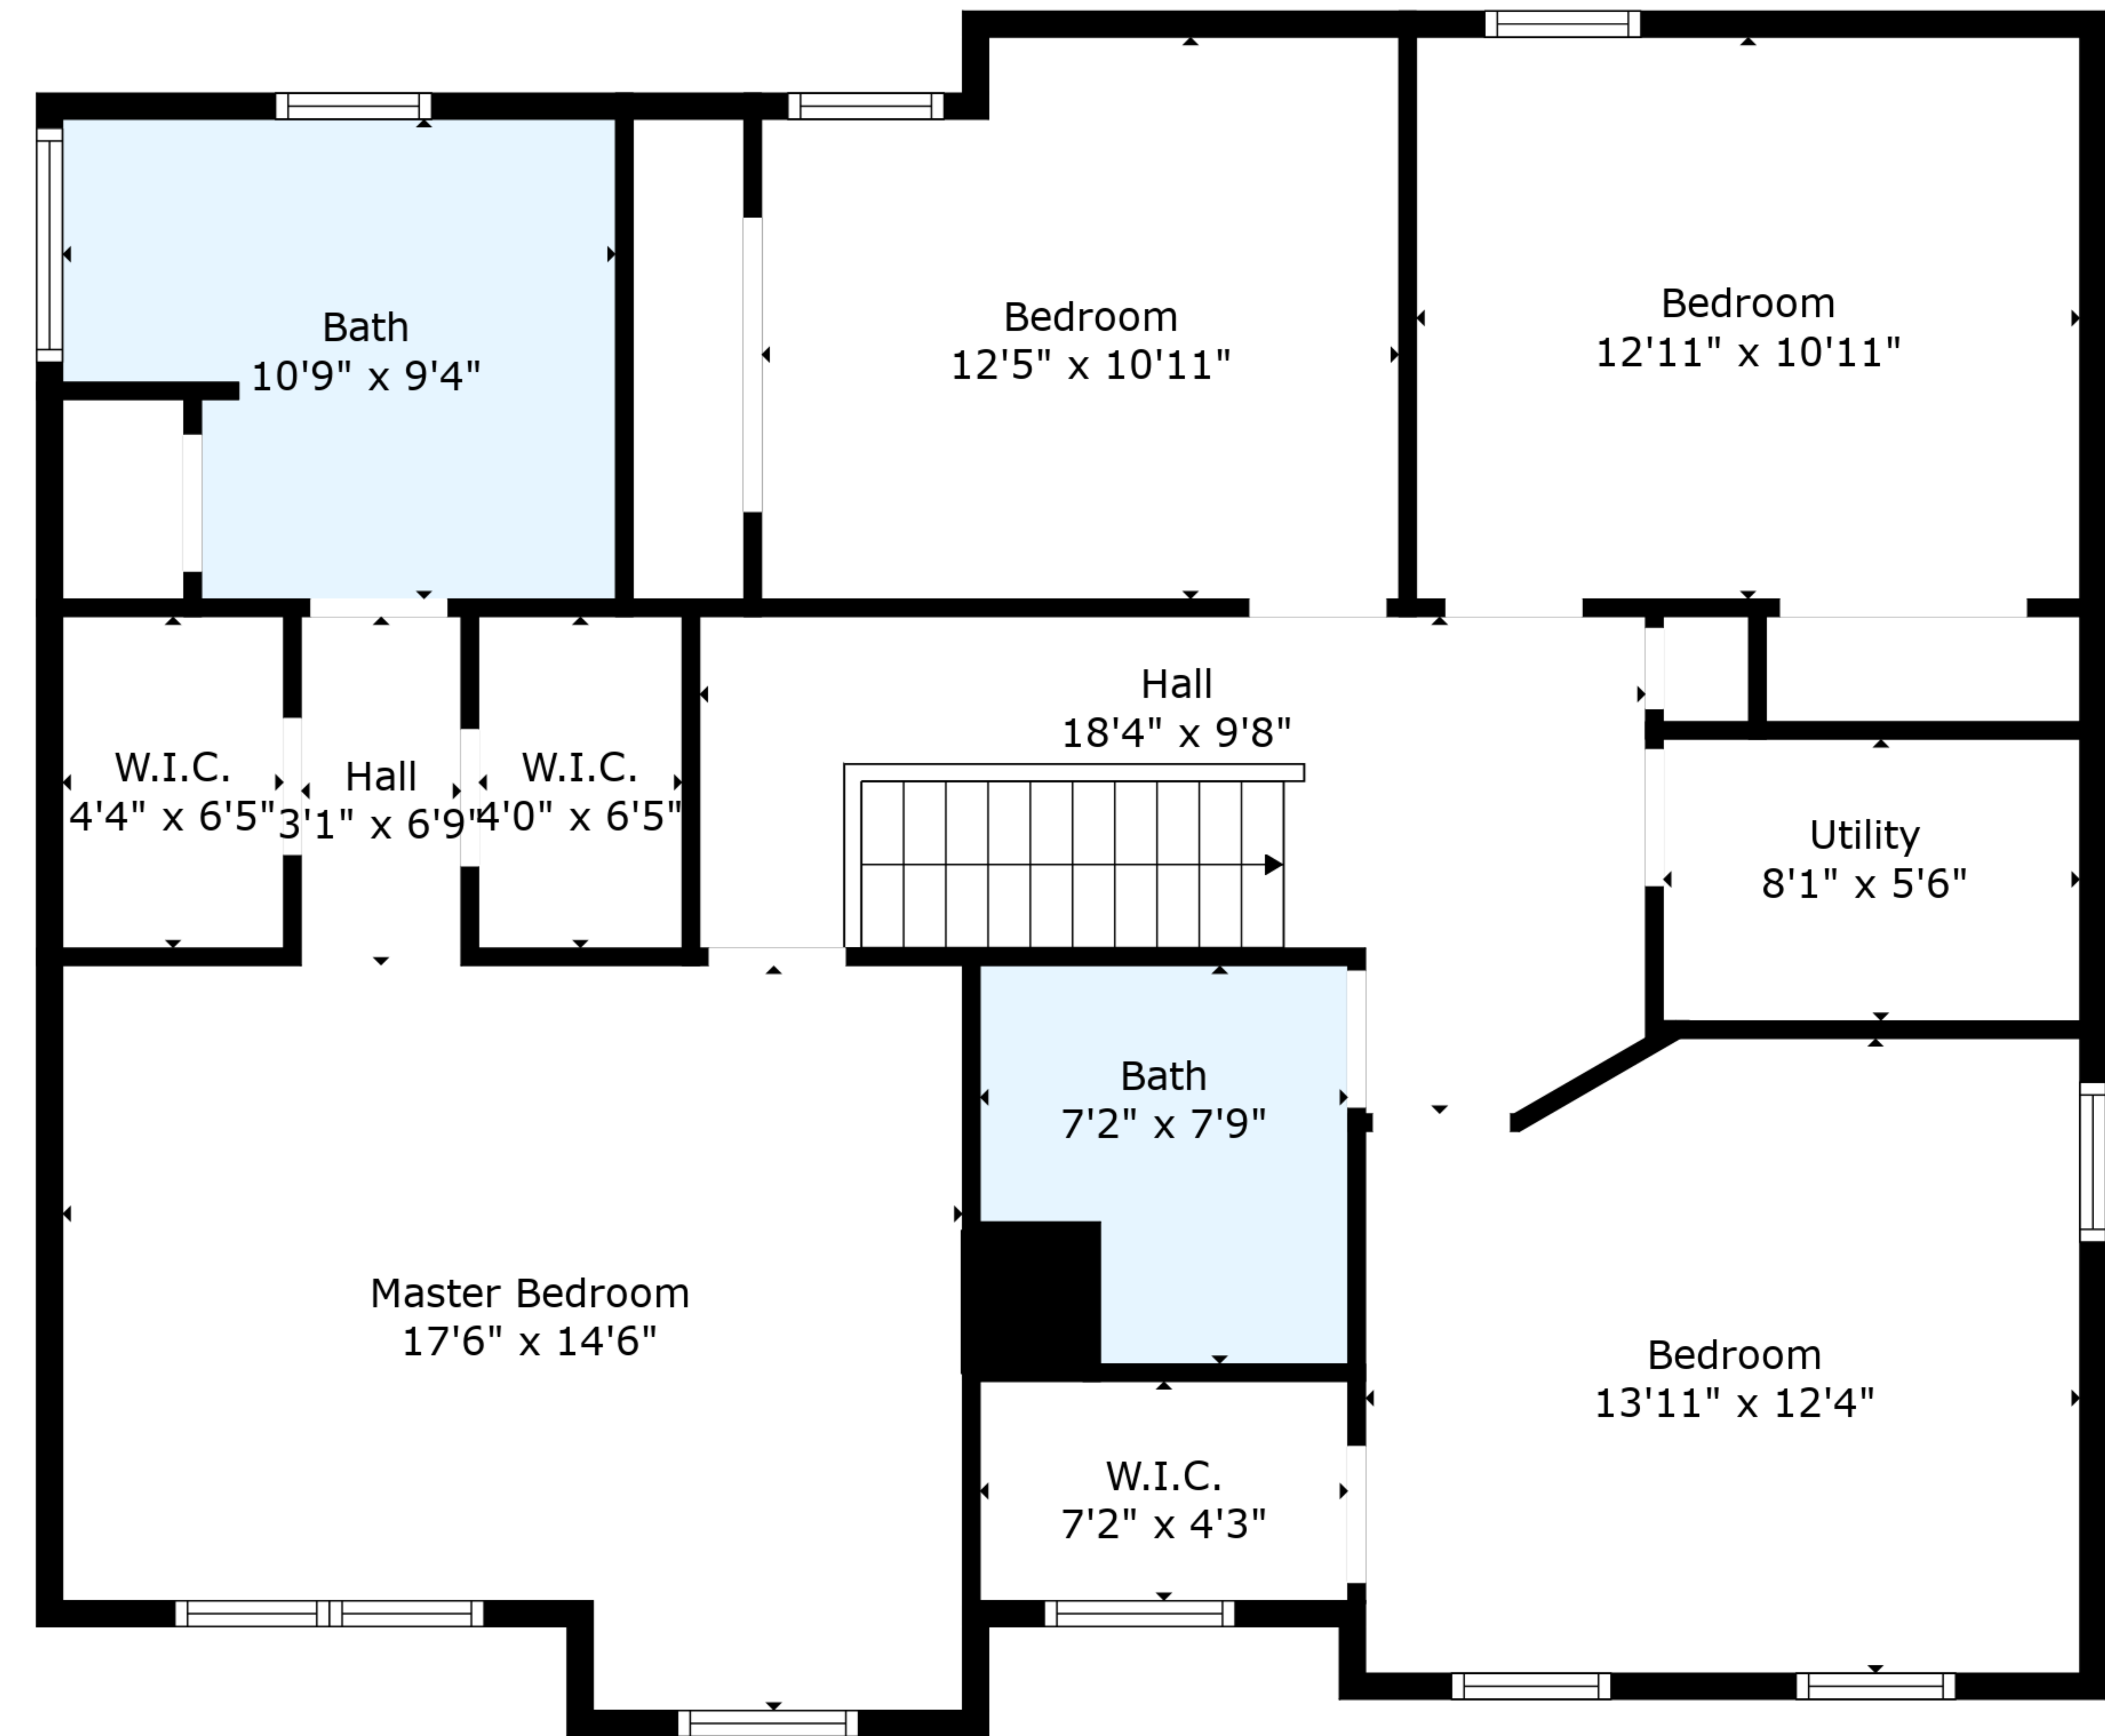 Bath
10'9" x 9'4"
Bedroom
12'5" x 10'11"
Bedroom
12'11" x 10'11"
Hall
18'4" x 9'8"
W.I.C.
4'4" x 6'5"
Hall
3'1" x 6'9"
W.I.C.
4'0" x 6'5"
Utility
8'1" x 5'6"
Bath
7'2" x 7'9"
Master Bedroom
17'6" x 14'6"
Bedroom
13'11" x 12'4"
W.I.C.
7'2" x 4'3"